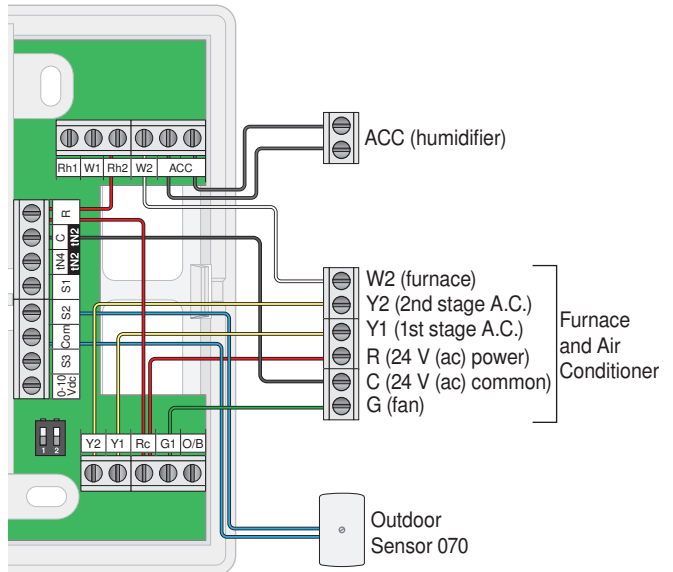 ACC (humidifier)
Rh1 W1 Rh2 W2 ACC
R
C tN2
tN4 tN2
S1
S2
Com
S3
0-10 Vdc
W2 (furnace)
Y2 (2nd stage A.C.)
Y1 (1st stage A.C.)
R (24 V (ac) power)
C (24 V (ac) common)
G (fan)
Furnace
and Air
Conditioner
1 2
Y2 Y1 Rc G1 O/B
Outdoor
Sensor 070